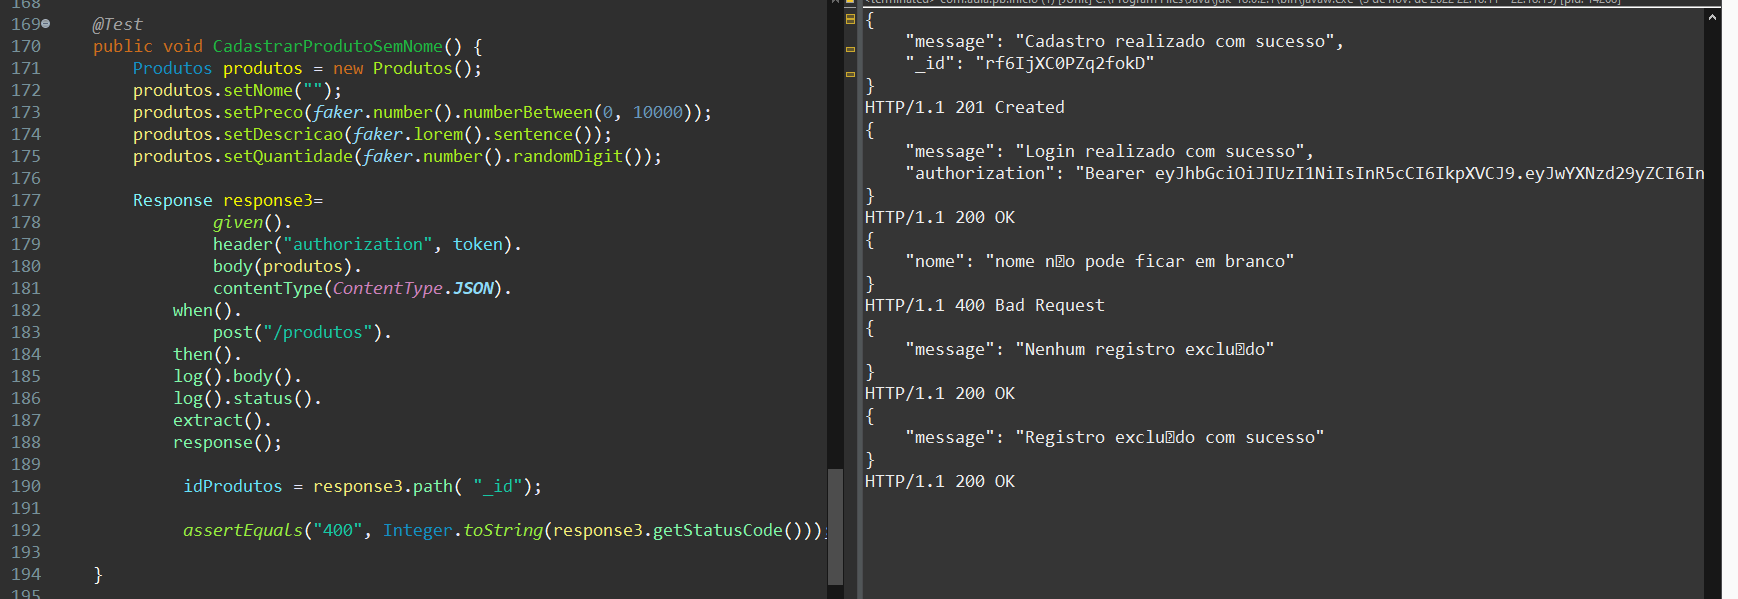 168
169 @Test
170 public void CadastrarProdutoSemNome() {
171 Produtos produtos = new Produtos();
172 produtos.setNome("");
173 produtos.setPreco(faker.number().numberBetween(0, 10000));
174 produtos.setDescricao(faker.lorem().sentence());
175 produtos.setQuantidade(faker.number().randomDigit());
176
177 Response response3=
178 given().
179 header("authorization", token).
180 body(produtos).
181 contentType(ContentType.JSON).
182 when().
183 post("/produtos").
184 then().
185 log().body().
186 log().status().
187 extract().
188 response();
189
190 idProdutos = response3.path( "_id");
191
192 assertEquals("400", Integer.toString(response3.getStatusCode()));
193
194 }
195
{
"message": "Cadastro realizado com sucesso",
"_id": "rf6IjXC0PZq2fokD"
}
HTTP/1.1 201 Created
{
"message": "Login realizado com sucesso",
"authorization": "Bearer eyJhbGciOiJIUzI1NiIsInR5cCI6IkpXVCJ9.eyJwYXNzd29yZCI6In
}
HTTP/1.1 200 OK
{
"nome": "nome n�o pode ficar em branco"
}
HTTP/1.1 400 Bad Request
{
"message": "Nenhum registro exclu�do"
}
HTTP/1.1 200 OK
{
"message": "Registro exclu�do com sucesso"
}
HTTP/1.1 200 OK